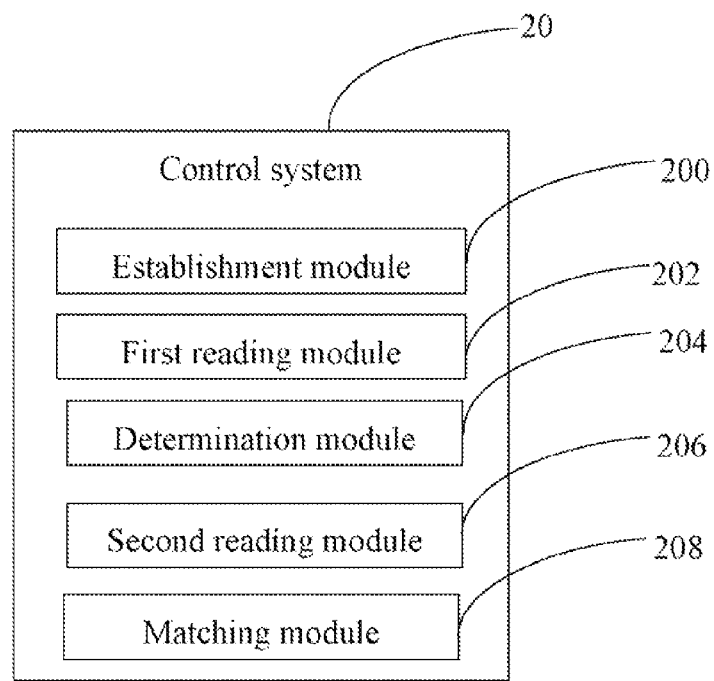 20
Control system
200
Establishment module
202
First reading module
204
Determination module
206
Second reading module
208
Matching module